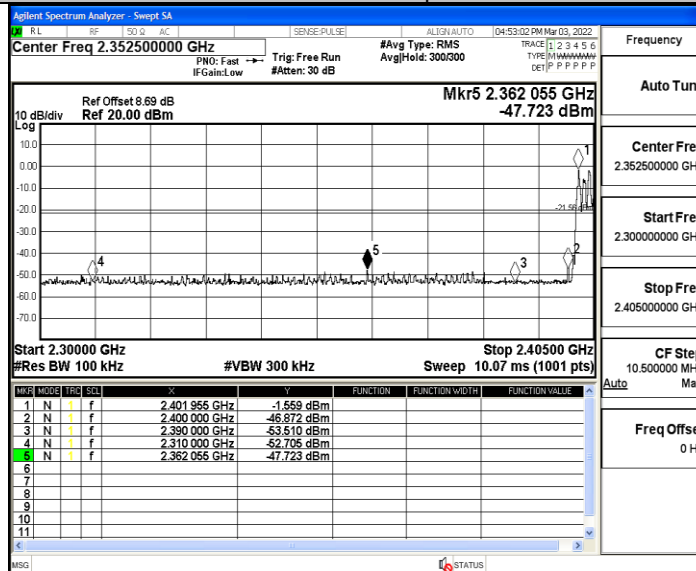 Agilent Spectrum Analyzer - Swept SA
RL RF 50 Ω AC SENSE:PULSE ALIGN AUTO 04:53:02 PM Mar 03, 2022
Center Freq 2.352500000 GHz
PNO: Fast
IFGain:Low
Trig: Free Run
#Atten: 30 dB
#Avg Type: RMS
Avg|Hold: 300/300
TRACE 1 2 3 4 5 6
TYPE M W W W W W
DET P P P P P P
Mkr5 2.362 055 GHz
-47.723 dBm
Ref Offset 8.69 dB
10 dB/div Ref 20.00 dBm
Log
10.0
0.00
-10.0
-20.0
-30.0
-40.0
-50.0
-60.0
-70.0
1
2
3
4
5
Start 2.30000 GHz Stop 2.40500 GHz
#Res BW 100 kHz #VBW 300 kHz Sweep 10.07 ms (1001 pts)
MKR MODE TRC SCL X Y FUNCTION FUNCTION WIDTH FUNCTION VALUE
1 N 1 f 2.401 955 GHz -1.559 dBm
2 N 1 f 2.400 000 GHz -46.872 dBm
3 N 1 f 2.390 000 GHz -53.510 dBm
4 N 1 f 2.310 000 GHz -52.705 dBm
5 N 1 f 2.362 055 GHz -47.723 dBm
6
7
8
9
10
11
MSG STATUS
Frequency
Auto Tun
Center Fre
2.352500000 GH
Start Fre
2.300000000 GH
Stop Fre
2.405000000 GH
CF Ste
10.500000 MH
Auto Ma
Freq Offse
0 H